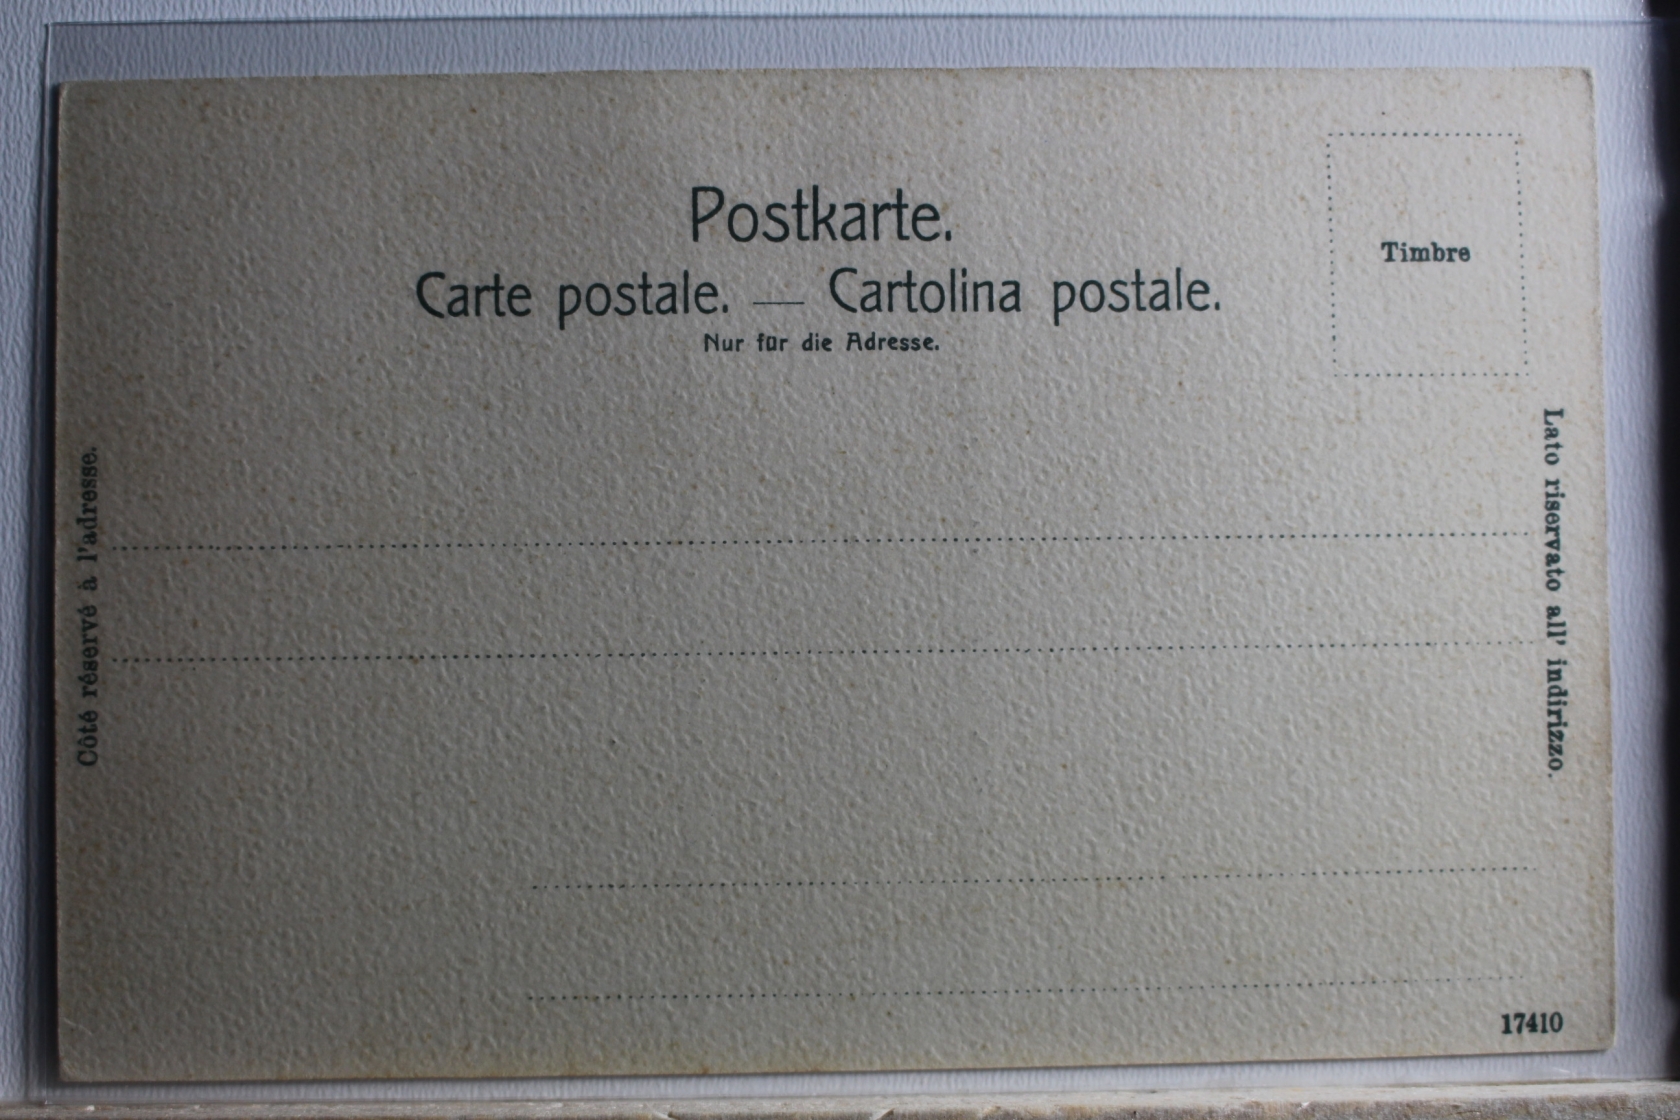 Postkarte.
Carte postale. — Cartolina postale.
Nur für die Adresse.
Timbre
Côté réservé à l'adresse.
Lato riservato all' indirizzo.
17410